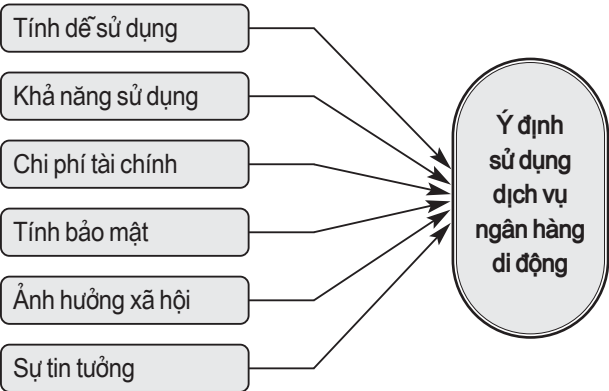 Tính dễ sử dụng
Khả năng sử dụng
Chi phí tài chính
Tính bảo mật
Ảnh hưởng xã hội
Sự tin tưởng
Ý định
sử dụng
dịch vụ
ngân hàng
di động